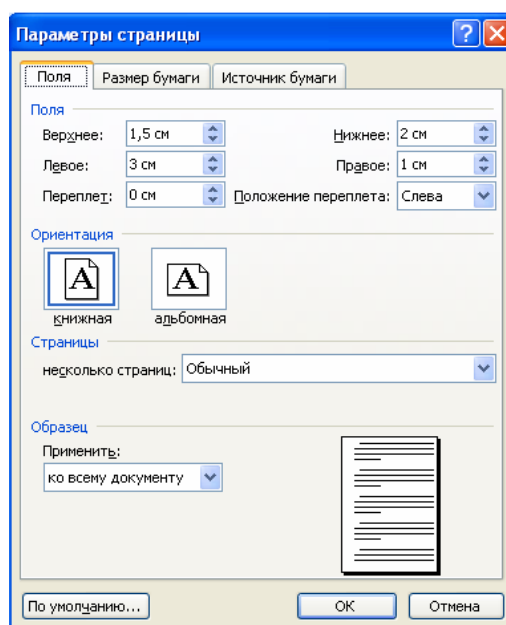 Параметры страницы
Поля Размер бумаги Источник бумаги
Поля
Верхнее: 1,5 см Нижнее: 2 см
Левое: 3 см Правое: 1 см
Переплет: 0 см Положение переплета: Слева
Ориентация
A A
книжная альбомная
Страницы
несколько страниц: Обычный
Образец
Применить:
ко всему документу
По умолчанию... ОК Отмена